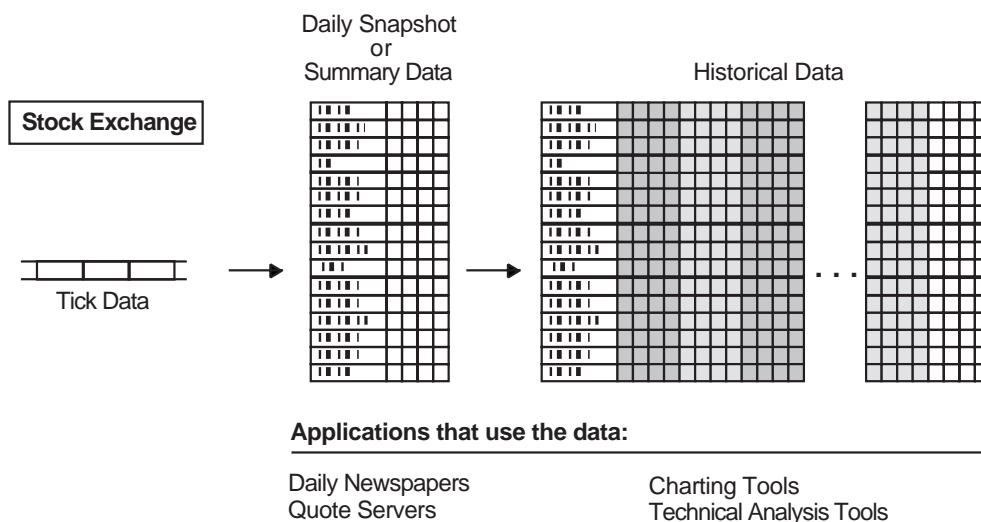 Daily Snapshot
or
Summary Data
Historical Data
Stock Exchange
Tick Data
. . .
Applications that use the data:
Daily Newspapers
Quote Servers
Charting Tools
Technical Analysis Tools